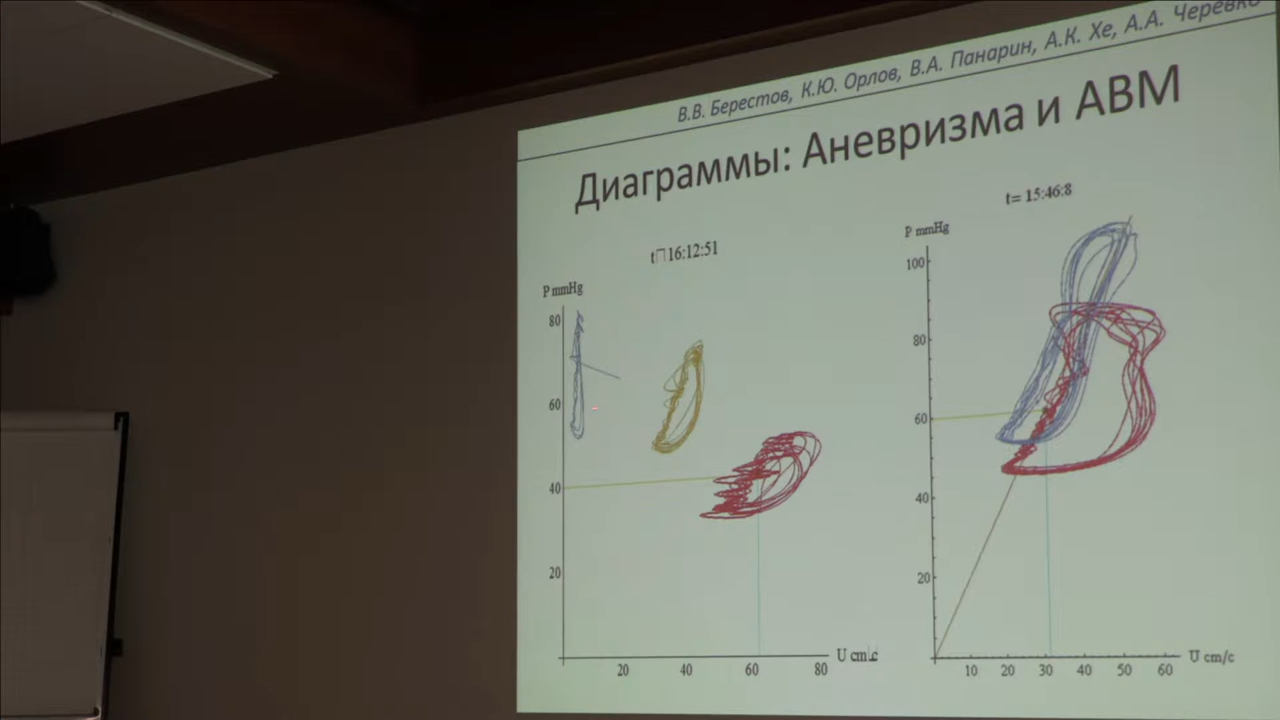 В.В. Берестов, К.Ю. Орлов, В.А. Панарин, А.К. Хе, А.А. Черевко
Диаграммы: Аневризма и АВМ
t□16:12:51
P mmHg
80
60
40
20
20 40 60 80 U cm/c
t= 15:46:8
P mmHg
100
80
60
40
20
10 20 30 40 50 60 U cm/c